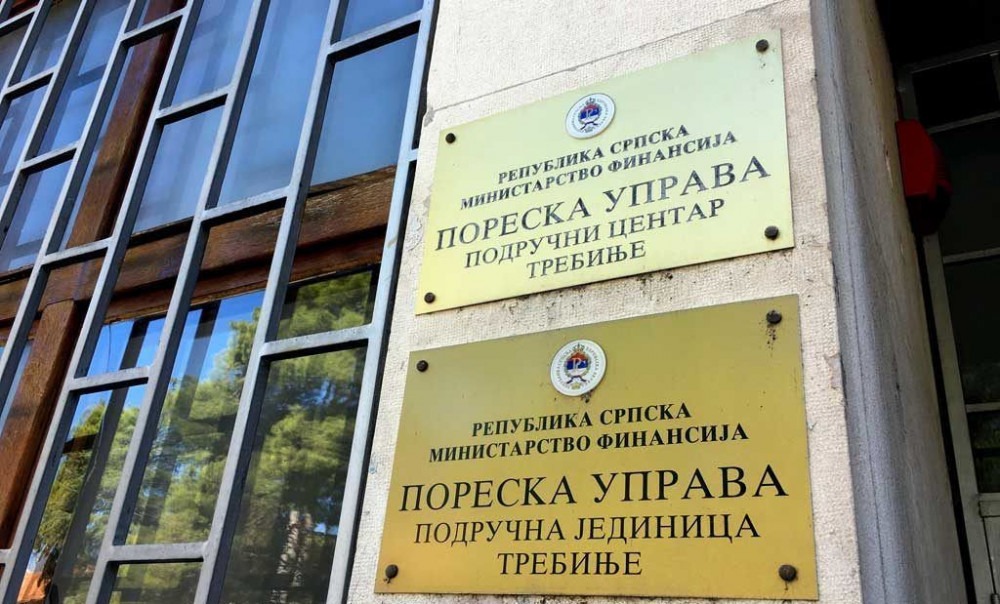 РЕПУБЛИКА СРПСКА
МИНИСТАРСТВО ФИНАНСИЈА
ПОРЕСКА УПРАВА
ПОДРУЧНИ ЦЕНТАР
ТРЕБИЊЕ
РЕПУБЛИКА СРПСКА
МИНИСТАРСТВО ФИНАНСИЈА
ПОРЕСКА УПРАВА
ПОДРУЧНА ЈЕДИНИЦА
ТРЕБИЊЕ